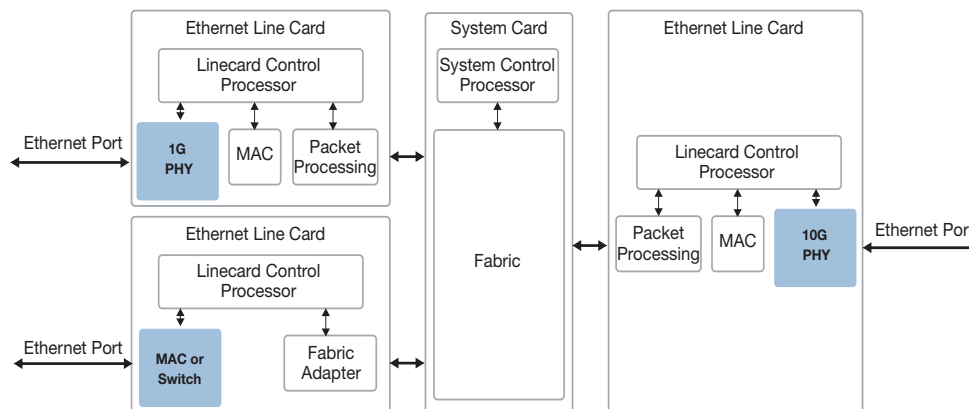 Ethernet Line Card
Linecard Control
Processor
Ethernet Port
1G
PHY
MAC
Packet
Processing
Ethernet Line Card
Linecard Control
Processor
Ethernet Port
MAC or
Switch
Fabric
Adapter
System Card
System Control
Processor
Fabric
Ethernet Line Card
Linecard Control
Processor
Packet
Processing
MAC
10G
PHY
Ethernet Port